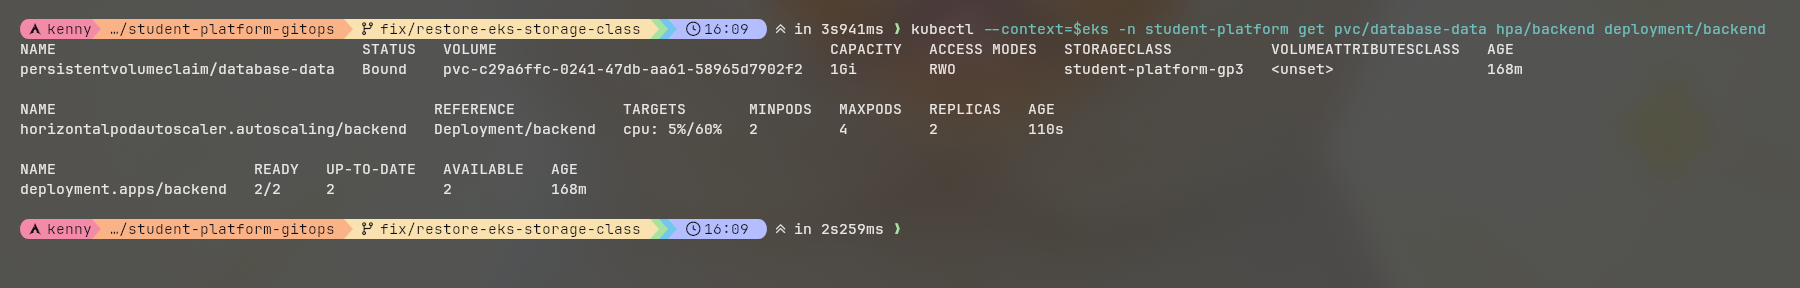 kenny …/student-platform-gitops fix/restore-eks-storage-class 16:09 in 3s941ms ❱ kubectl --context=$eks -n student-platform get pvc/database-data hpa/backend deployment/backend
NAME STATUS VOLUME CAPACITY ACCESS MODES STORAGECLASS VOLUMEATTRIBUTESCLASS AGE
persistentvolumeclaim/database-data Bound pvc-c29a6ffc-0241-47db-aa61-58965d7902f2 1Gi RWO student-platform-gp3 <unset> 168m
NAME REFERENCE TARGETS MINPODS MAXPODS REPLICAS AGE
horizontalpodautoscaler.autoscaling/backend Deployment/backend cpu: 5%/60% 2 4 2 110s
NAME READY UP-TO-DATE AVAILABLE AGE
deployment.apps/backend 2/2 2 2 168m
kenny …/student-platform-gitops fix/restore-eks-storage-class 16:09 in 2s259ms ❱